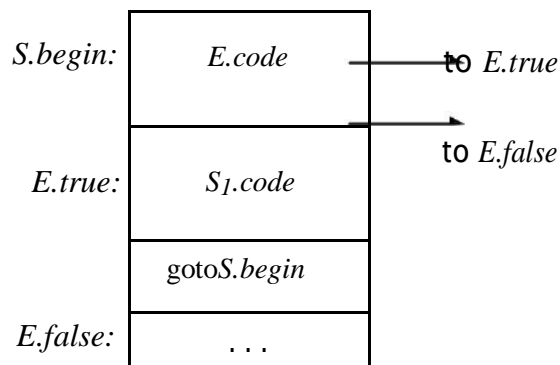 S.begin: E.code to E.true
to E.false
E.true: S1.code
gotoS.begin
E.false: . . .